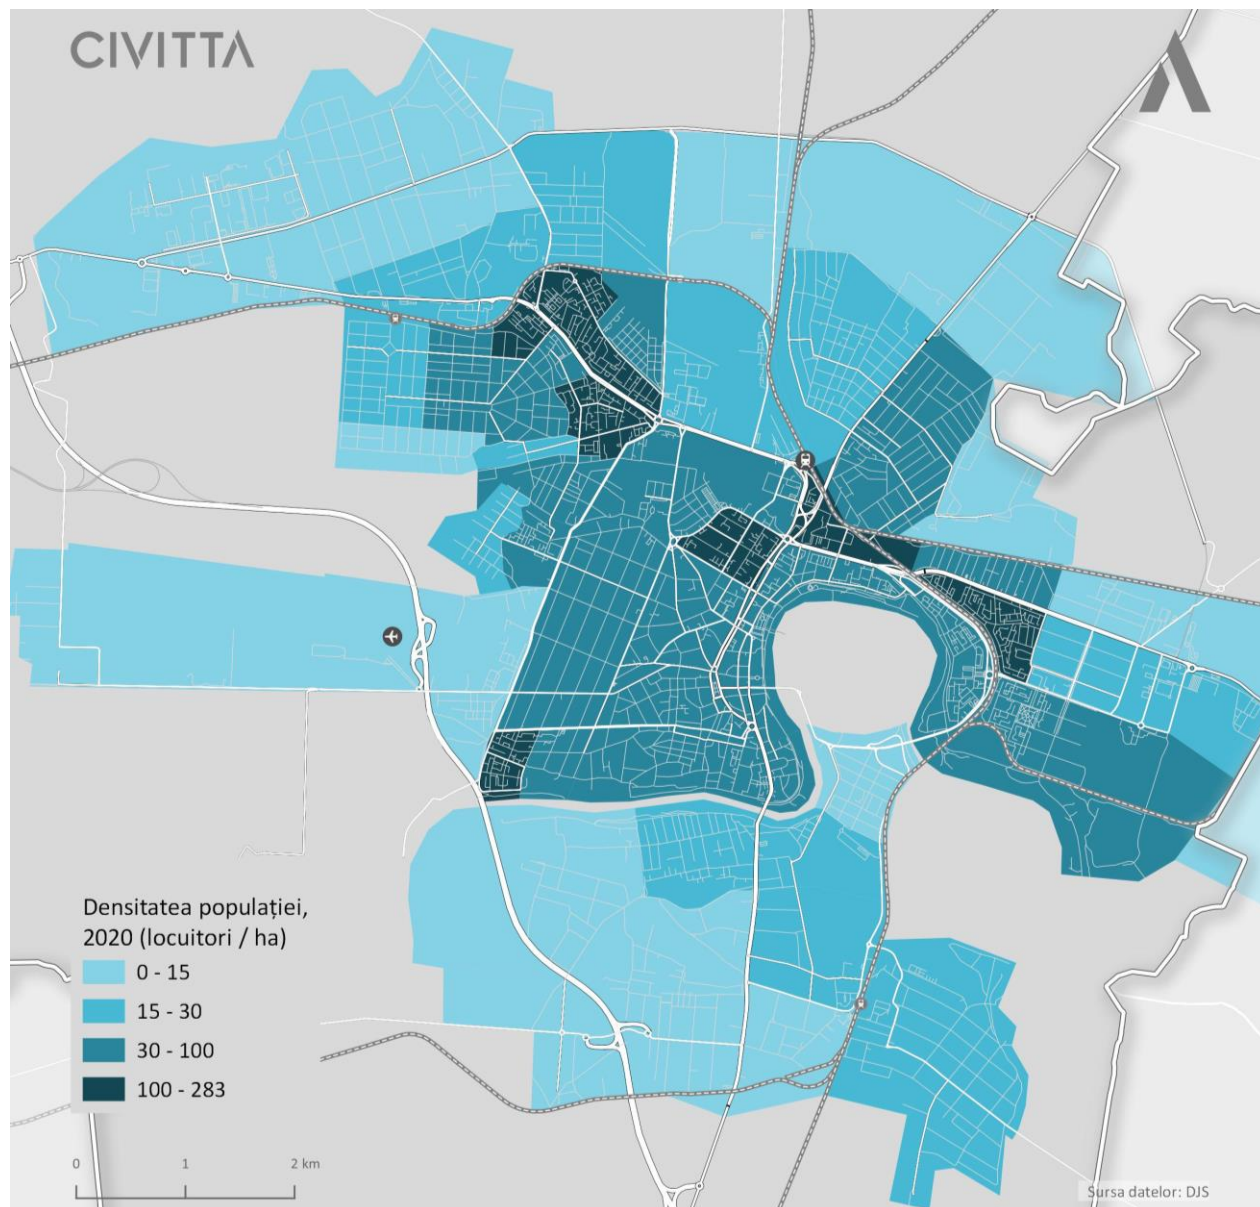 CIVITTA
Densitatea populației,
2020 (locuitori / ha)
0 - 15
15 - 30
30 - 100
100 - 283
0 1 2 km
Sursa datelor: DJS